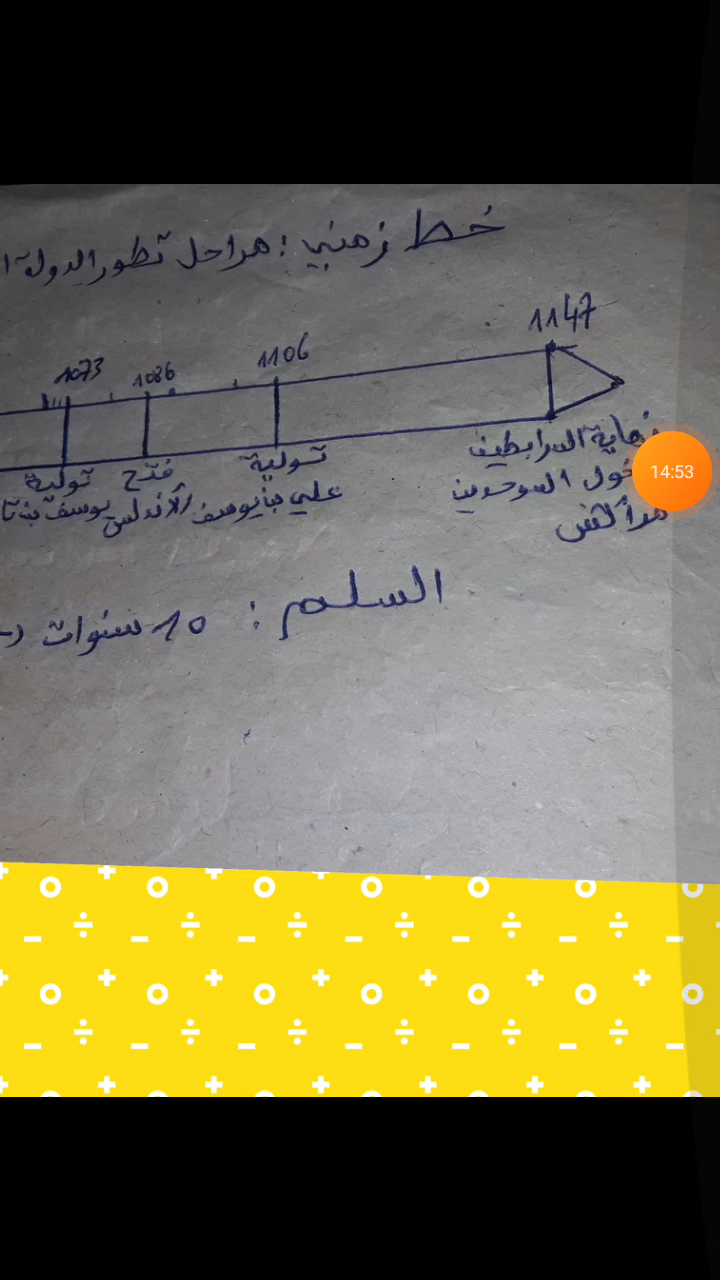 خط زمني : مراحل تطور الدولة ا
1073 1086 1106 1147
تولية فتح تولية نهاية المرابطين
يوسف بن تا الأندلس علي بن يوسف الموحدين
مراكش
14:53
السلم : 10 سنوات